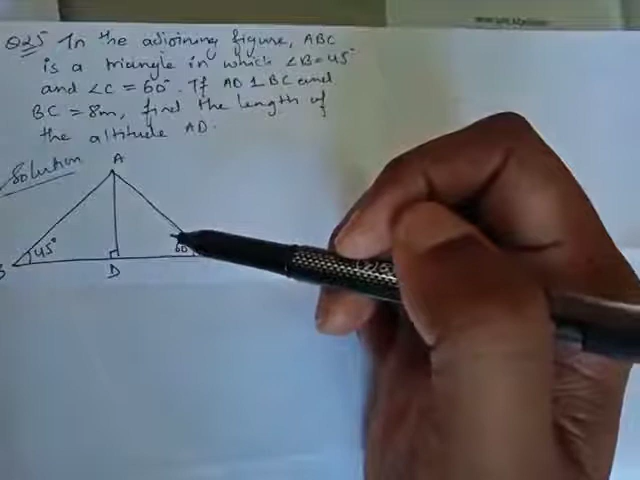 Q25 In the adjoining figure, ABC
is a triangle in which ∠B = 45°
and ∠C = 60°. If AD ⊥ BC and
BC = 8m, find the length of
the altitude AD.
Solution
A
45°
60
B
D